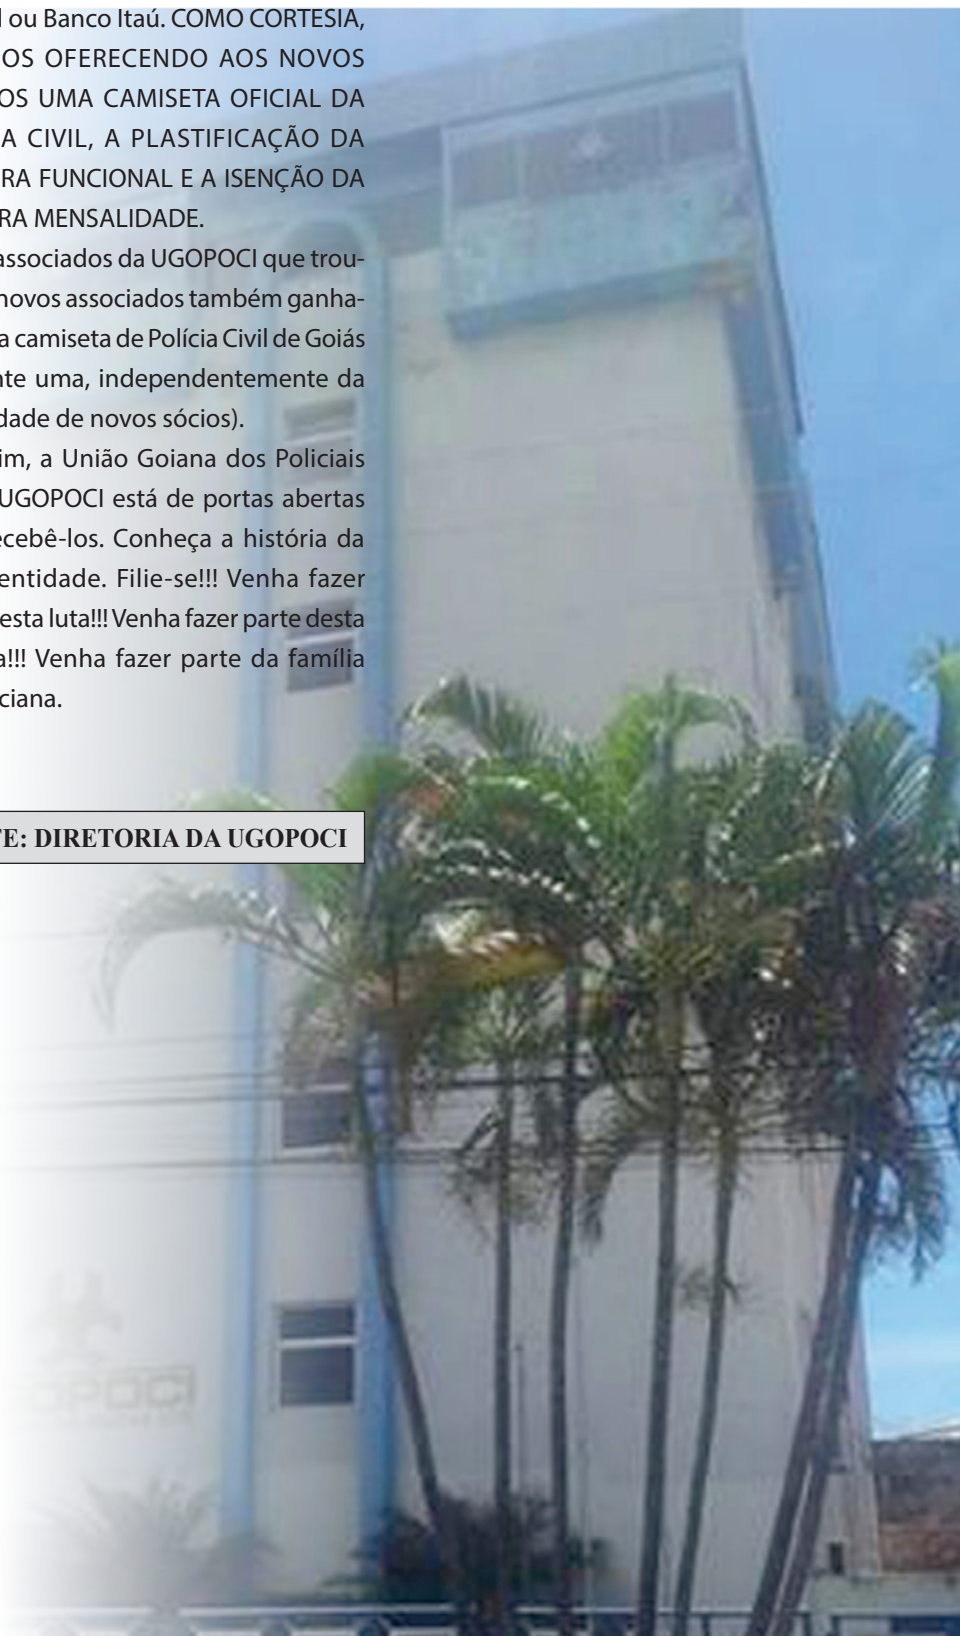 l ou Banco Itaú. COMO CORTESIA,
OS OFERECENDO AOS NOVOS
OS UMA CAMISETA OFICIAL DA
A CIVIL, A PLASTIFICAÇÃO DA
RA FUNCIONAL E A ISENÇÃO DA
RA MENSALIDADE.
associados da UGOPOCI que trou-
novos associados também ganha-
a camiseta de Polícia Civil de Goiás
nte uma, independentemente da
dade de novos sócios).
im, a União Goiana dos Policiais
UGOPOCI está de portas abertas
ecebê-los. Conheça a história da
entidade. Filie-se!!! Venha fazer
esta luta!!! Venha fazer parte desta
a!!! Venha fazer parte da família
ciana.
TE: DIRETORIA DA UGOPOCI
OPOCI